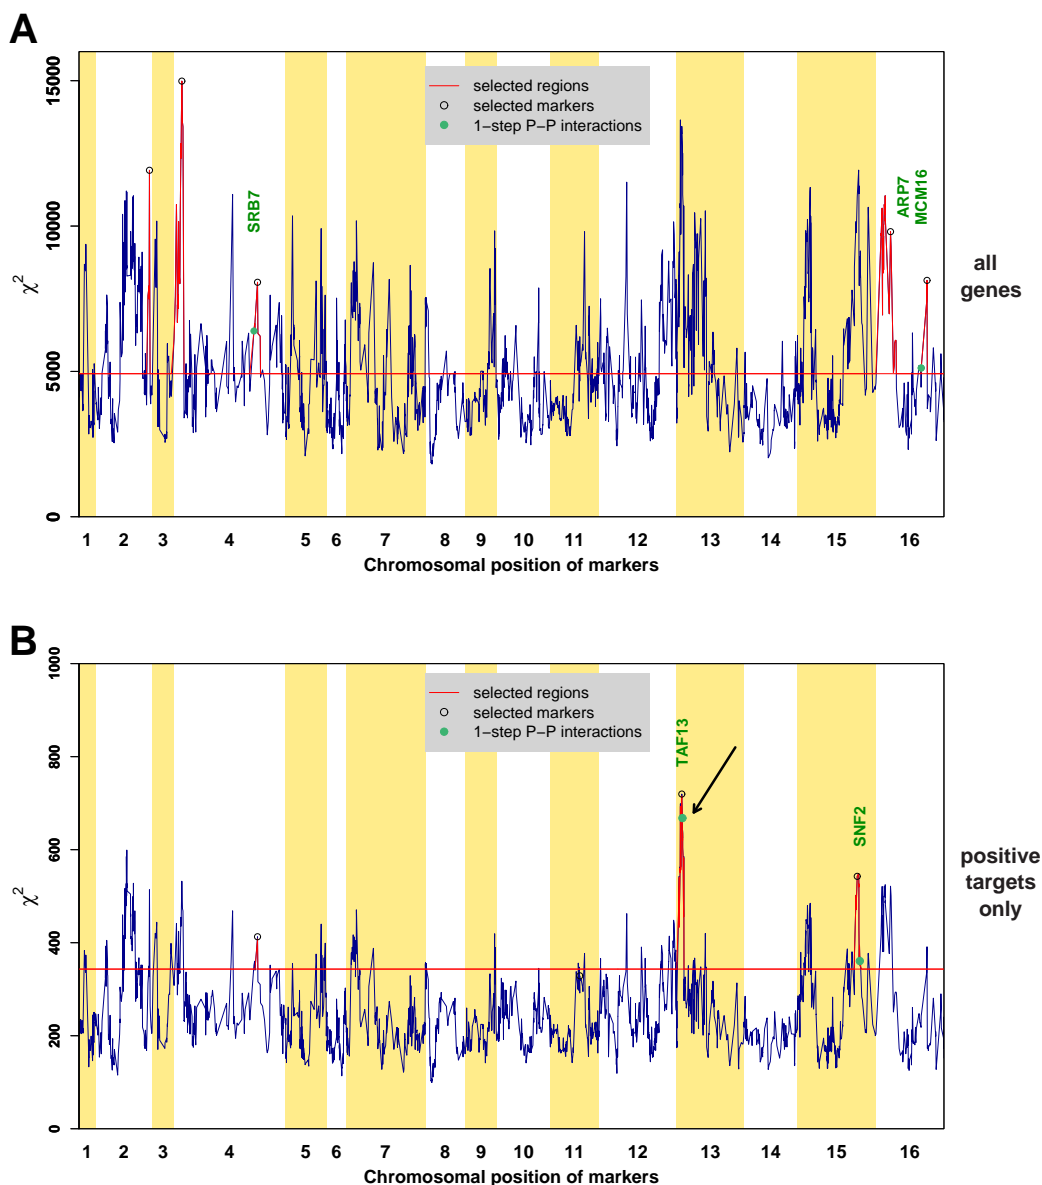 A
selected regions
selected markers
1−step P−P interactions
SRB7
ARP7
MCM16
χ2
0
5000
10000
15000
all
genes
1 2 3 4 5 6 7 8 9 10 11 12 13 14 15 16
Chromosomal position of markers
B
selected regions
selected markers
1−step P−P interactions
TAF13
SNF2
χ2
0
200
400
600
800
1000
positive
targets
only
1 2 3 4 5 6 7 8 9 10 11 12 13 14 15 16
Chromosomal position of markers